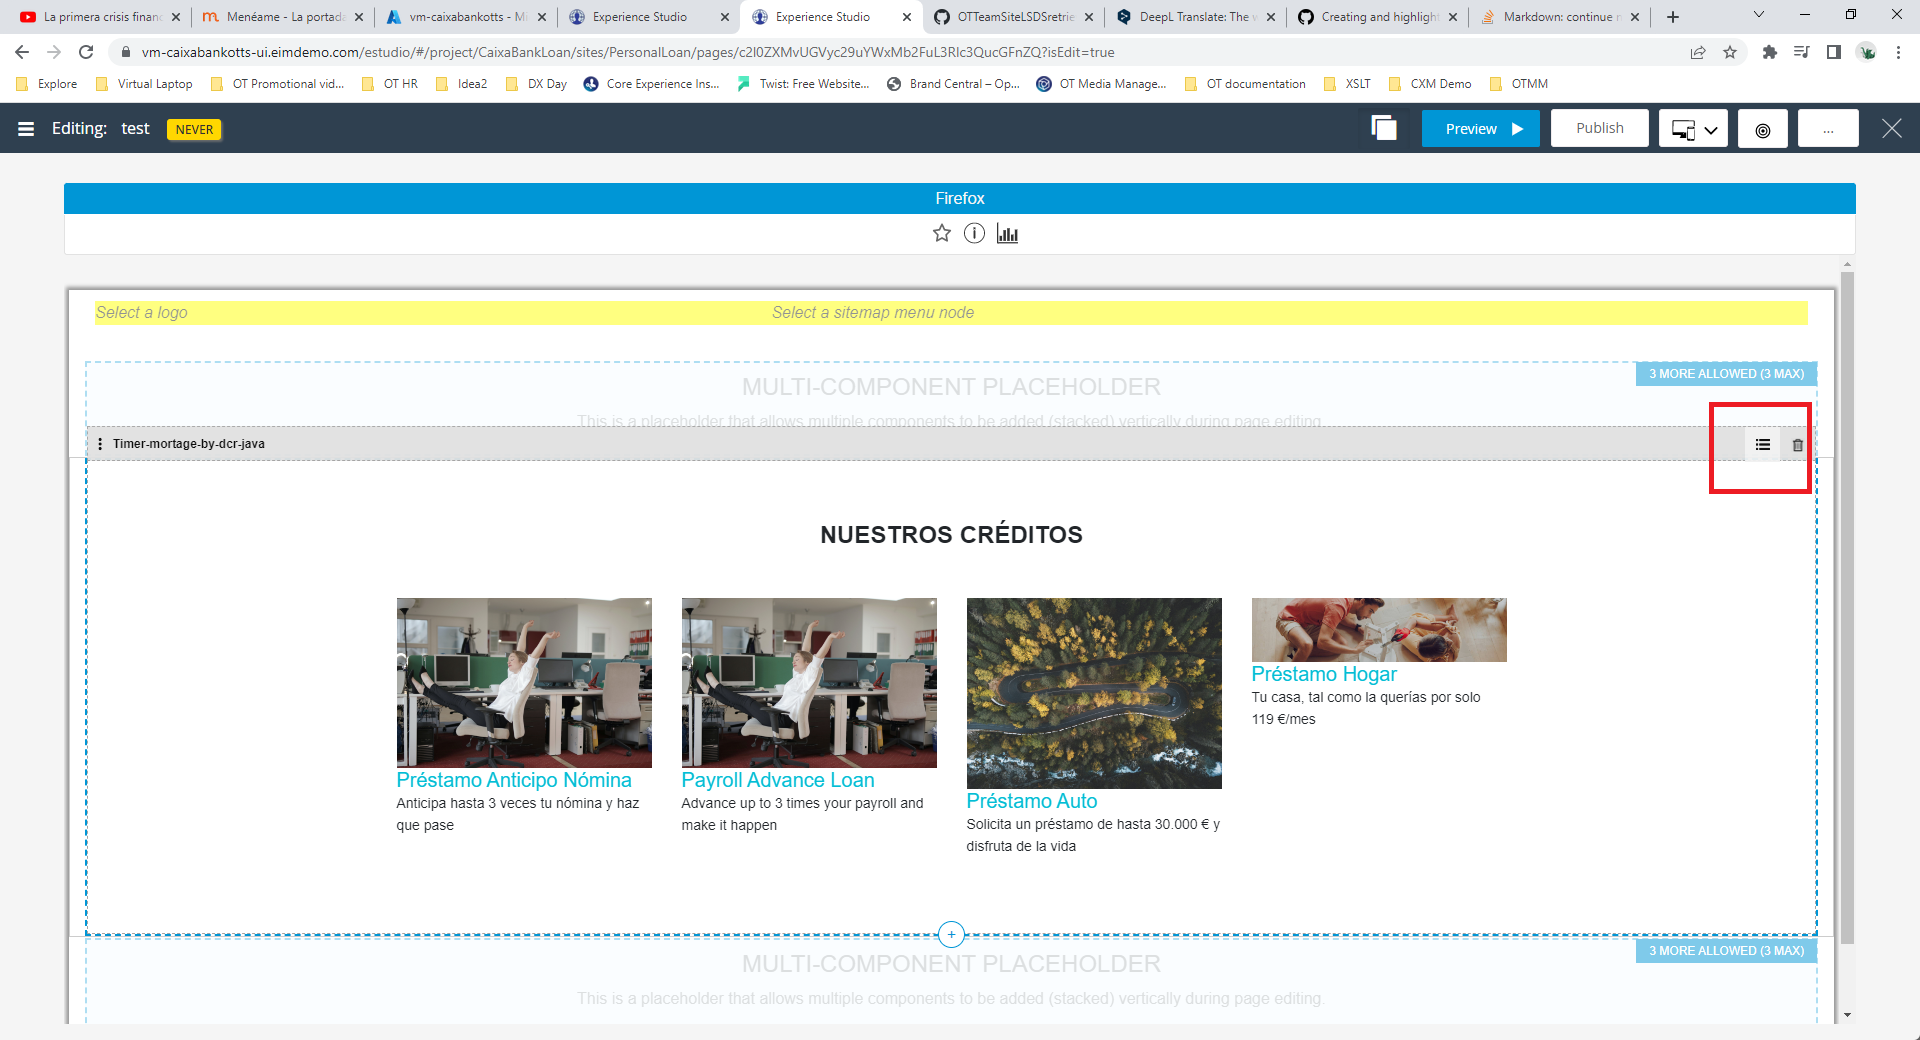 La primera crisis financ
Menéame - La portada
vm-caixabankotts - Mi
Experience Studio
Experience Studio
OTTeamSiteLSDSretrie
DeepL Translate: The w
Creating and highlight
Markdown: continue n
vm-caixabankotts-ui.eimdemo.com/estudio/#/project/CaixaBankLoan/sites/PersonalLoan/pages/c2l0ZXMvUGVyc29uYWxMb2FuL3Rlc3QucGFnZQ?isEdit=true
Explore
Virtual Laptop
OT Promotional vid...
OT HR
Idea2
DX Day
Core Experience Ins...
Twist: Free Website...
Brand Central – Op...
OT Media Manage...
OT documentation
XSLT
CXM Demo
OTMM
Editing: test NEVER
Preview
Publish
...
Firefox
Select a logo
Select a sitemap menu node
3 MORE ALLOWED (3 MAX)
MULTI-COMPONENT PLACEHOLDER
This is a placeholder that allows multiple components to be added (stacked) vertically during page editing.
Timer-mortage-by-dcr-java
NUESTROS CRÉDITOS
Préstamo Anticipo Nómina
Anticipa hasta 3 veces tu nómina y haz
que pase
Payroll Advance Loan
Advance up to 3 times your payroll and
make it happen
Préstamo Auto
Solicita un préstamo de hasta 30.000 € y
disfruta de la vida
Préstamo Hogar
Tu casa, tal como la querías por solo
119 €/mes
3 MORE ALLOWED (3 MAX)
MULTI-COMPONENT PLACEHOLDER
This is a placeholder that allows multiple components to be added (stacked) vertically during page editing.